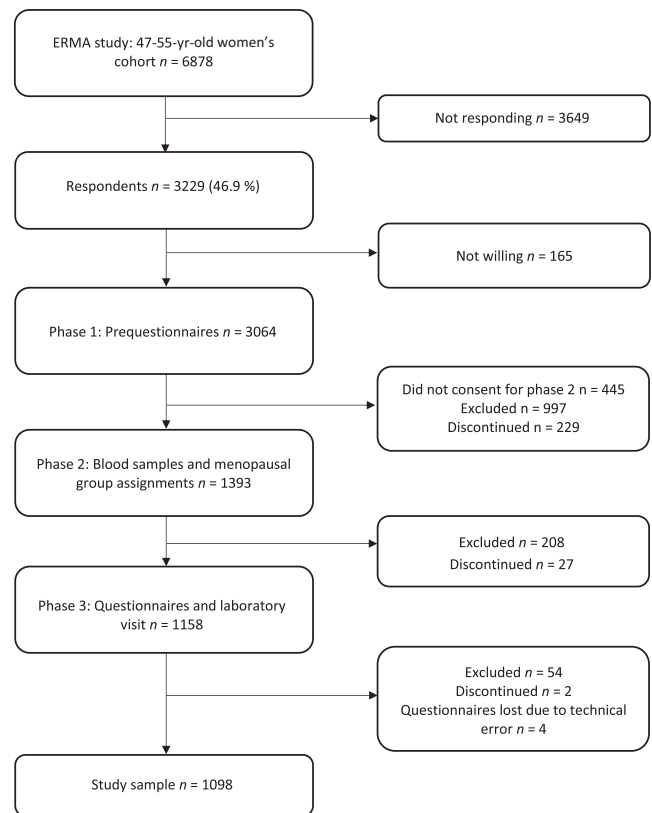 ERMA study: 47-55-yr-old women's
cohort n = 6878
Not responding n = 3649
Respondents n = 3229 (46.9 %)
Not willing n = 165
Phase 1: Prequestionnaires n = 3064
Did not consent for phase 2 n = 445
Excluded n = 997
Discontinued n = 229
Phase 2: Blood samples and menopausal
group assignments n = 1393
Excluded n = 208
Discontinued n = 27
Phase 3: Questionnaires and laboratory
visit n = 1158
Excluded n = 54
Discontinued n = 2
Questionnaires lost due to technical
error n = 4
Study sample n = 1098